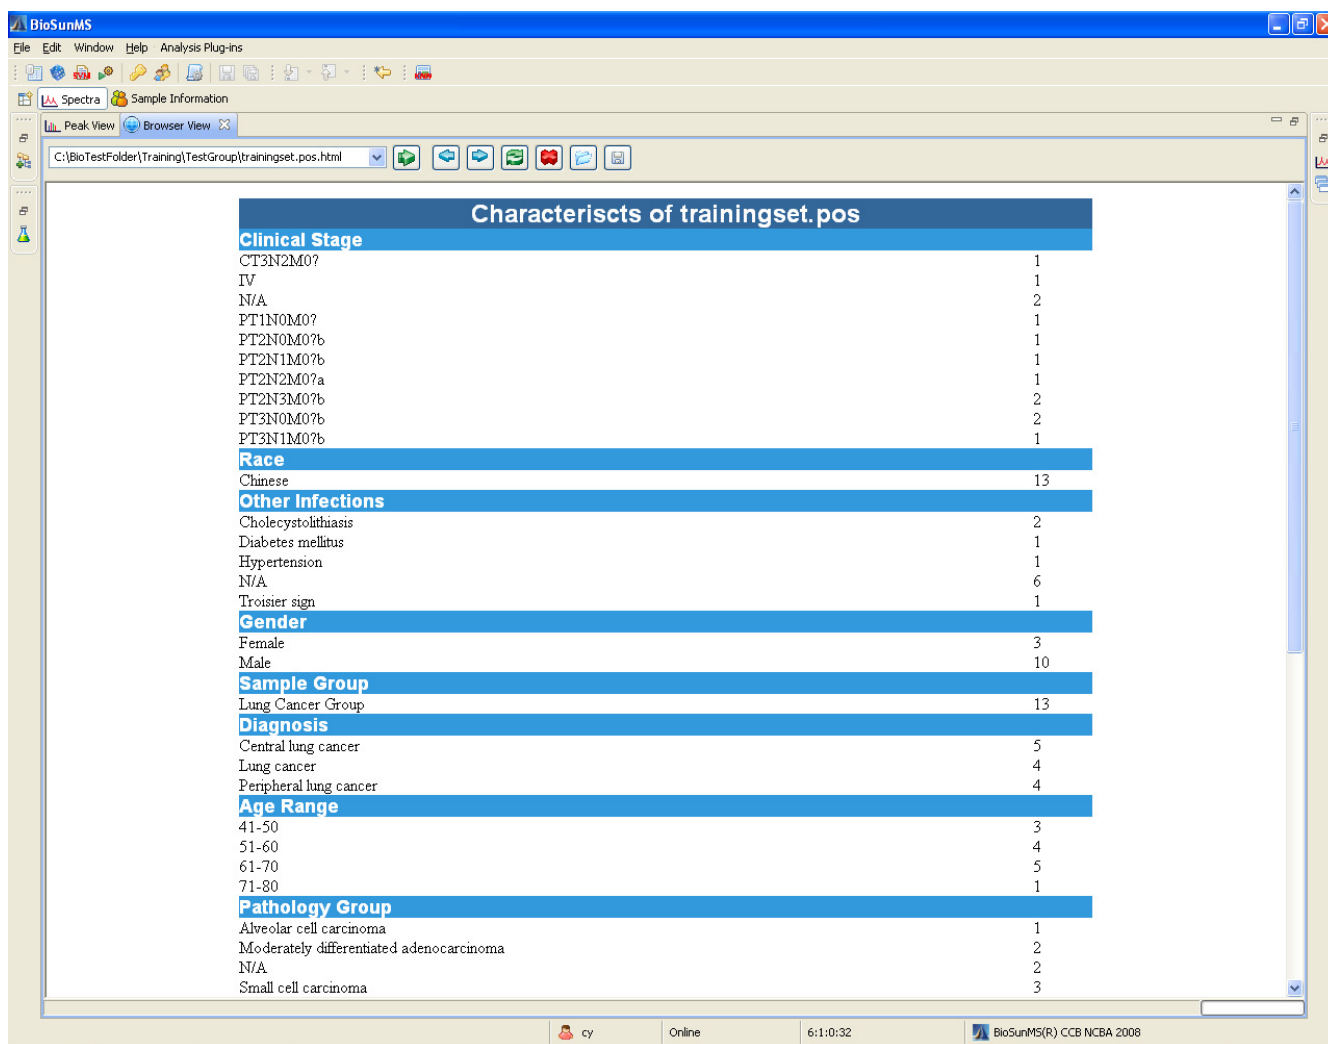 BioSunMS
File Edit Window Help Analysis Plug-ins
Spectra Sample Information
Peak View Browser View
C:\BioTestFolder\Training\TestGroup\trainingset.pos.html
Characteriscts of trainingset.pos
Clinical Stage
CT3N2M0? 1
IV 1
N/A 2
PT1N0M0? 1
PT2N0M0?b 1
PT2N1M0?b 1
PT2N2M0?a 1
PT2N3M0?b 2
PT3N0M0?b 2
PT3N1M0?b 1
Race
Chinese 13
Other Infections
Cholecystolithiasis 2
Diabetes mellitus 1
Hypertension 1
N/A 6
Troisier sign 1
Gender
Female 3
Male 10
Sample Group
Lung Cancer Group 13
Diagnosis
Central lung cancer 5
Lung cancer 4
Peripheral lung cancer 4
Age Range
41-50 3
51-60 4
61-70 5
71-80 1
Pathology Group
Alveolar cell carcinoma 1
Moderately differentiated adenocarcinoma 2
N/A 2
Small cell carcinoma 3
cy Online 6:1:0:32 BioSunMS(R) CCB NCBA 2008